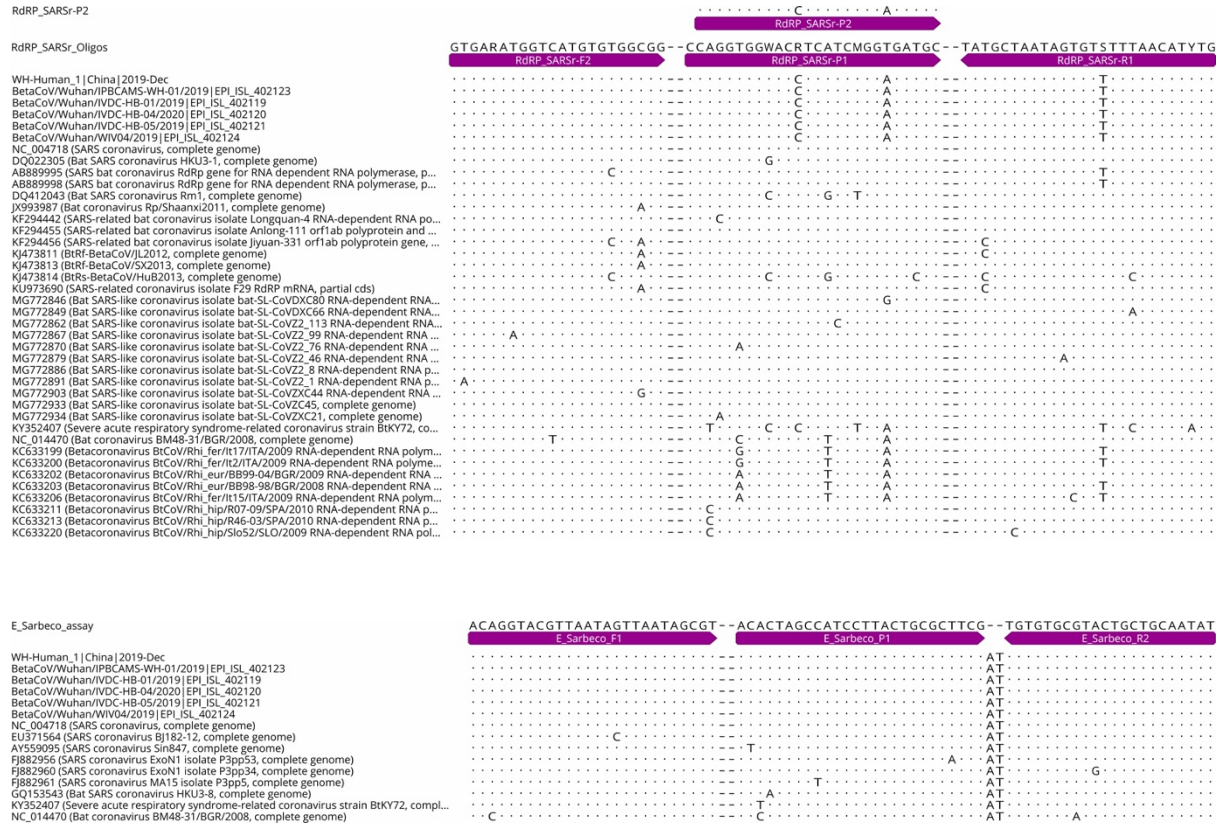 RdRP_SARSr-P2 C A
RdRP_SARSr-P2
RdRP_SARSr_Oligos GTGARATGGTCATGTGTGGCGG--CCAGGTGGWACRTCATCMGGTGATGC--TATGCTAATAGTGTSTTTAACATYTG
RdRP_SARSr-F2 RdRP_SARSr-P1 RdRP_SARSr-R1
WH-Human_1|China|2019-Dec -- C A -- T
BetaCoV/Wuhan/IPBCAMS-WH-01/2019|EPI_ISL_402123 -- C A -- T
BetaCoV/Wuhan/IVDC-HB-01/2019|EPI_ISL_402119 -- C A -- T
BetaCoV/Wuhan/IVDC-HB-04/2020|EPI_ISL_402120 -- C A -- T
BetaCoV/Wuhan/IVDC-HB-05/2019|EPI_ISL_402121 -- C A -- T
BetaCoV/Wuhan/WIV04/2019|EPI_ISL_402124 -- C A -- T
NC_004718 (SARS coronavirus, complete genome) -- --
DQ022305 (Bat SARS coronavirus HKU3-1, complete genome) -- G --
AB889995 (SARS bat coronavirus RdRp gene for RNA dependent RNA polymerase, p... C -- -- T
AB889998 (SARS bat coronavirus RdRp gene for RNA dependent RNA polymerase, p... -- -- T
DQ412043 (Bat SARS coronavirus Rm1, complete genome) -- C G T --
JX993987 (Bat coronavirus Rp/Shaanxi2011, complete genome) A -- --
KF294442 (SARS-related bat coronavirus isolate Longquan-4 RNA-dependent RNA po... -- C --
KF294455 (SARS-related bat coronavirus isolate Anlong-111 orf1ab polyprotein and ... -- --
KF294456 (SARS-related bat coronavirus isolate Jiyuan-331 orf1ab polyprotein gene, ... C A -- -- C
KJ473811 (BtRf-BetaCoV/JL2012, complete genome) A -- -- C
KJ473813 (BtRf-BetaCoV/SX2013, complete genome) A -- --
KJ473814 (BtRs-BetaCoV/HuB2013, complete genome) C -- C G C -- C C
KU973690 (SARS-related coronavirus isolate F29 RdRP mRNA, partial cds) A -- -- C
MG772846 (Bat SARS-like coronavirus isolate bat-SL-CoVDXC80 RNA-dependent RNA... -- G --
MG772849 (Bat SARS-like coronavirus isolate bat-SL-CoVDXC66 RNA-dependent RNA... -- -- A
MG772862 (Bat SARS-like coronavirus isolate bat-SL-CoVZ2_113 RNA-dependent RNA... -- C --
MG772867 (Bat SARS-like coronavirus isolate bat-SL-CoVZ2_99 RNA-dependent RNA ... A -- --
MG772870 (Bat SARS-like coronavirus isolate bat-SL-CoVZ2_76 RNA-dependent RNA ... -- A --
MG772879 (Bat SARS-like coronavirus isolate bat-SL-CoVZ2_46 RNA-dependent RNA ... -- -- A
MG772886 (Bat SARS-like coronavirus isolate bat-SL-CoVZ2_8 RNA-dependent RNA p... -- --
MG772891 (Bat SARS-like coronavirus isolate bat-SL-CoVZ2_1 RNA-dependent RNA p... A -- --
MG772903 (Bat SARS-like coronavirus isolate bat-SL-CoVZXC44 RNA-dependent RNA ... G -- --
MG772933 (Bat SARS-like coronavirus isolate bat-SL-CoVZC45, complete genome) -- --
MG772934 (Bat SARS-like coronavirus isolate bat-SL-CoVZXC21, complete genome) -- A --
KY352407 (Severe acute respiratory syndrome-related coronavirus strain BtKY72, co... -- T C C T A -- T C A
NC_014470 (Bat coronavirus BM48-31/BGR/2008, complete genome) T -- C T A --
KC633199 (Betacoronavirus BtCoV/Rhi_fer/It17/ITA/2009 RNA-dependent RNA polym... -- G T A -- T
KC633200 (Betacoronavirus BtCoV/Rhi_fer/It2/ITA/2009 RNA-dependent RNA polyme... -- G T A -- T
KC633202 (Betacoronavirus BtCoV/Rhi_eur/BB99-04/BGR/2009 RNA-dependent RNA ... -- A T A --
KC633203 (Betacoronavirus BtCoV/Rhi_eur/BB98-98/BGR/2008 RNA-dependent RNA ... -- A T A --
KC633206 (Betacoronavirus BtCoV/Rhi_fer/It15/ITA/2009 RNA-dependent RNA polym... -- A T A -- C T
KC633211 (Betacoronavirus BtCoV/Rhi_hip/R07-09/SPA/2010 RNA-dependent RNA p... -- C --
KC633213 (Betacoronavirus BtCoV/Rhi_hip/R46-03/SPA/2010 RNA-dependent RNA p... -- C --
KC633220 (Betacoronavirus BtCoV/Rhi_hip/Slo52/SLO/2009 RNA-dependent RNA pol... -- C -- C
E_Sarbeco_assay ACAGGTACGTTAATAGTTAATAGCGT--ACACTAGCCATCCTTACTGCGCTTCG--TGTGTGCGTACTGCTGCAATAT
E_Sarbeco_F1 E_Sarbeco_P1 E_Sarbeco_R2
WH-Human_1|China|2019-Dec -- AT
BetaCoV/Wuhan/IPBCAMS-WH-01/2019|EPI_ISL_402123 -- AT
BetaCoV/Wuhan/IVDC-HB-01/2019|EPI_ISL_402119 -- AT
BetaCoV/Wuhan/IVDC-HB-04/2020|EPI_ISL_402120 -- AT
BetaCoV/Wuhan/IVDC-HB-05/2019|EPI_ISL_402121 -- AT
BetaCoV/Wuhan/WIV04/2019|EPI_ISL_402124 -- AT
NC_004718 (SARS coronavirus, complete genome) -- AT
EU371564 (SARS coronavirus BJ182-12, complete genome) C -- AT
AY559095 (SARS coronavirus Sin847, complete genome) -- T AT
FJ882956 (SARS coronavirus ExoN1 isolate P3pp53, complete genome) -- A AT
FJ882960 (SARS coronavirus ExoN1 isolate P3pp34, complete genome) -- AT G
FJ882961 (SARS coronavirus MA15 isolate P3pp5, complete genome) -- T AT
GQ153543 (Bat SARS coronavirus HKU3-8, complete genome) -- A AT
KY352407 (Severe acute respiratory syndrome-related coronavirus strain BtKY72, compl... -- T AT
NC_014470 (Bat coronavirus BM48-31/BGR/2008, complete genome) C -- C AT A